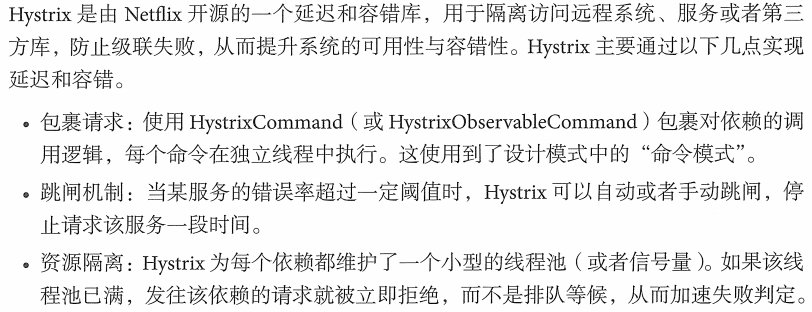 Hystrix 是由 Netflix 开源的一个延迟和容错库，用于隔离访问远程系统、服务或者第三
方库，防止级联失败，从而提升系统的可用性与容错性。Hystrix 主要通过以下几点实现
延迟和容错。
• 包裹请求：使用 HystrixCommand（或 HystrixObservableCommand）包裹对依赖的调
用逻辑，每个命令在独立线程中执行。这使用到了设计模式中的“命令模式”。
• 跳闸机制：当某服务的错误率超过一定阈值时，Hystrix 可以自动或者手动跳闸，停
止请求该服务一段时间。
• 资源隔离：Hystrix 为每个依赖都维护了一个小型的线程池（或者信号量）。如果该线
程池已满，发往该依赖的请求就被立即拒绝，而不是排队等候，从而加速失败判定。